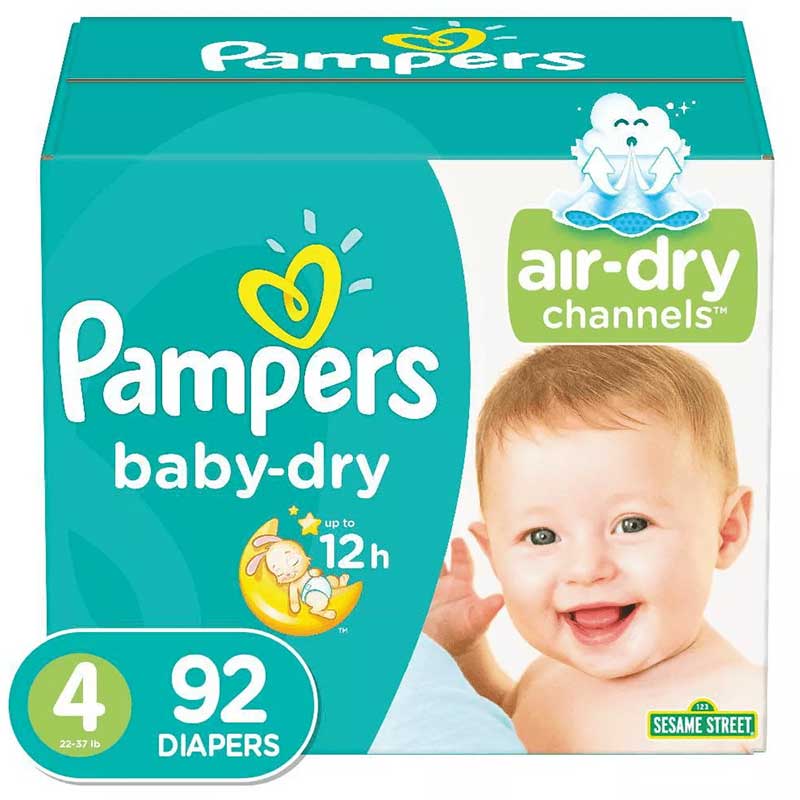 Pampers
air-dry
channels™
Pampers
baby-dry
up to
12h
™
4
22-37 lb
92
DIAPERS
123
SESAME STREET